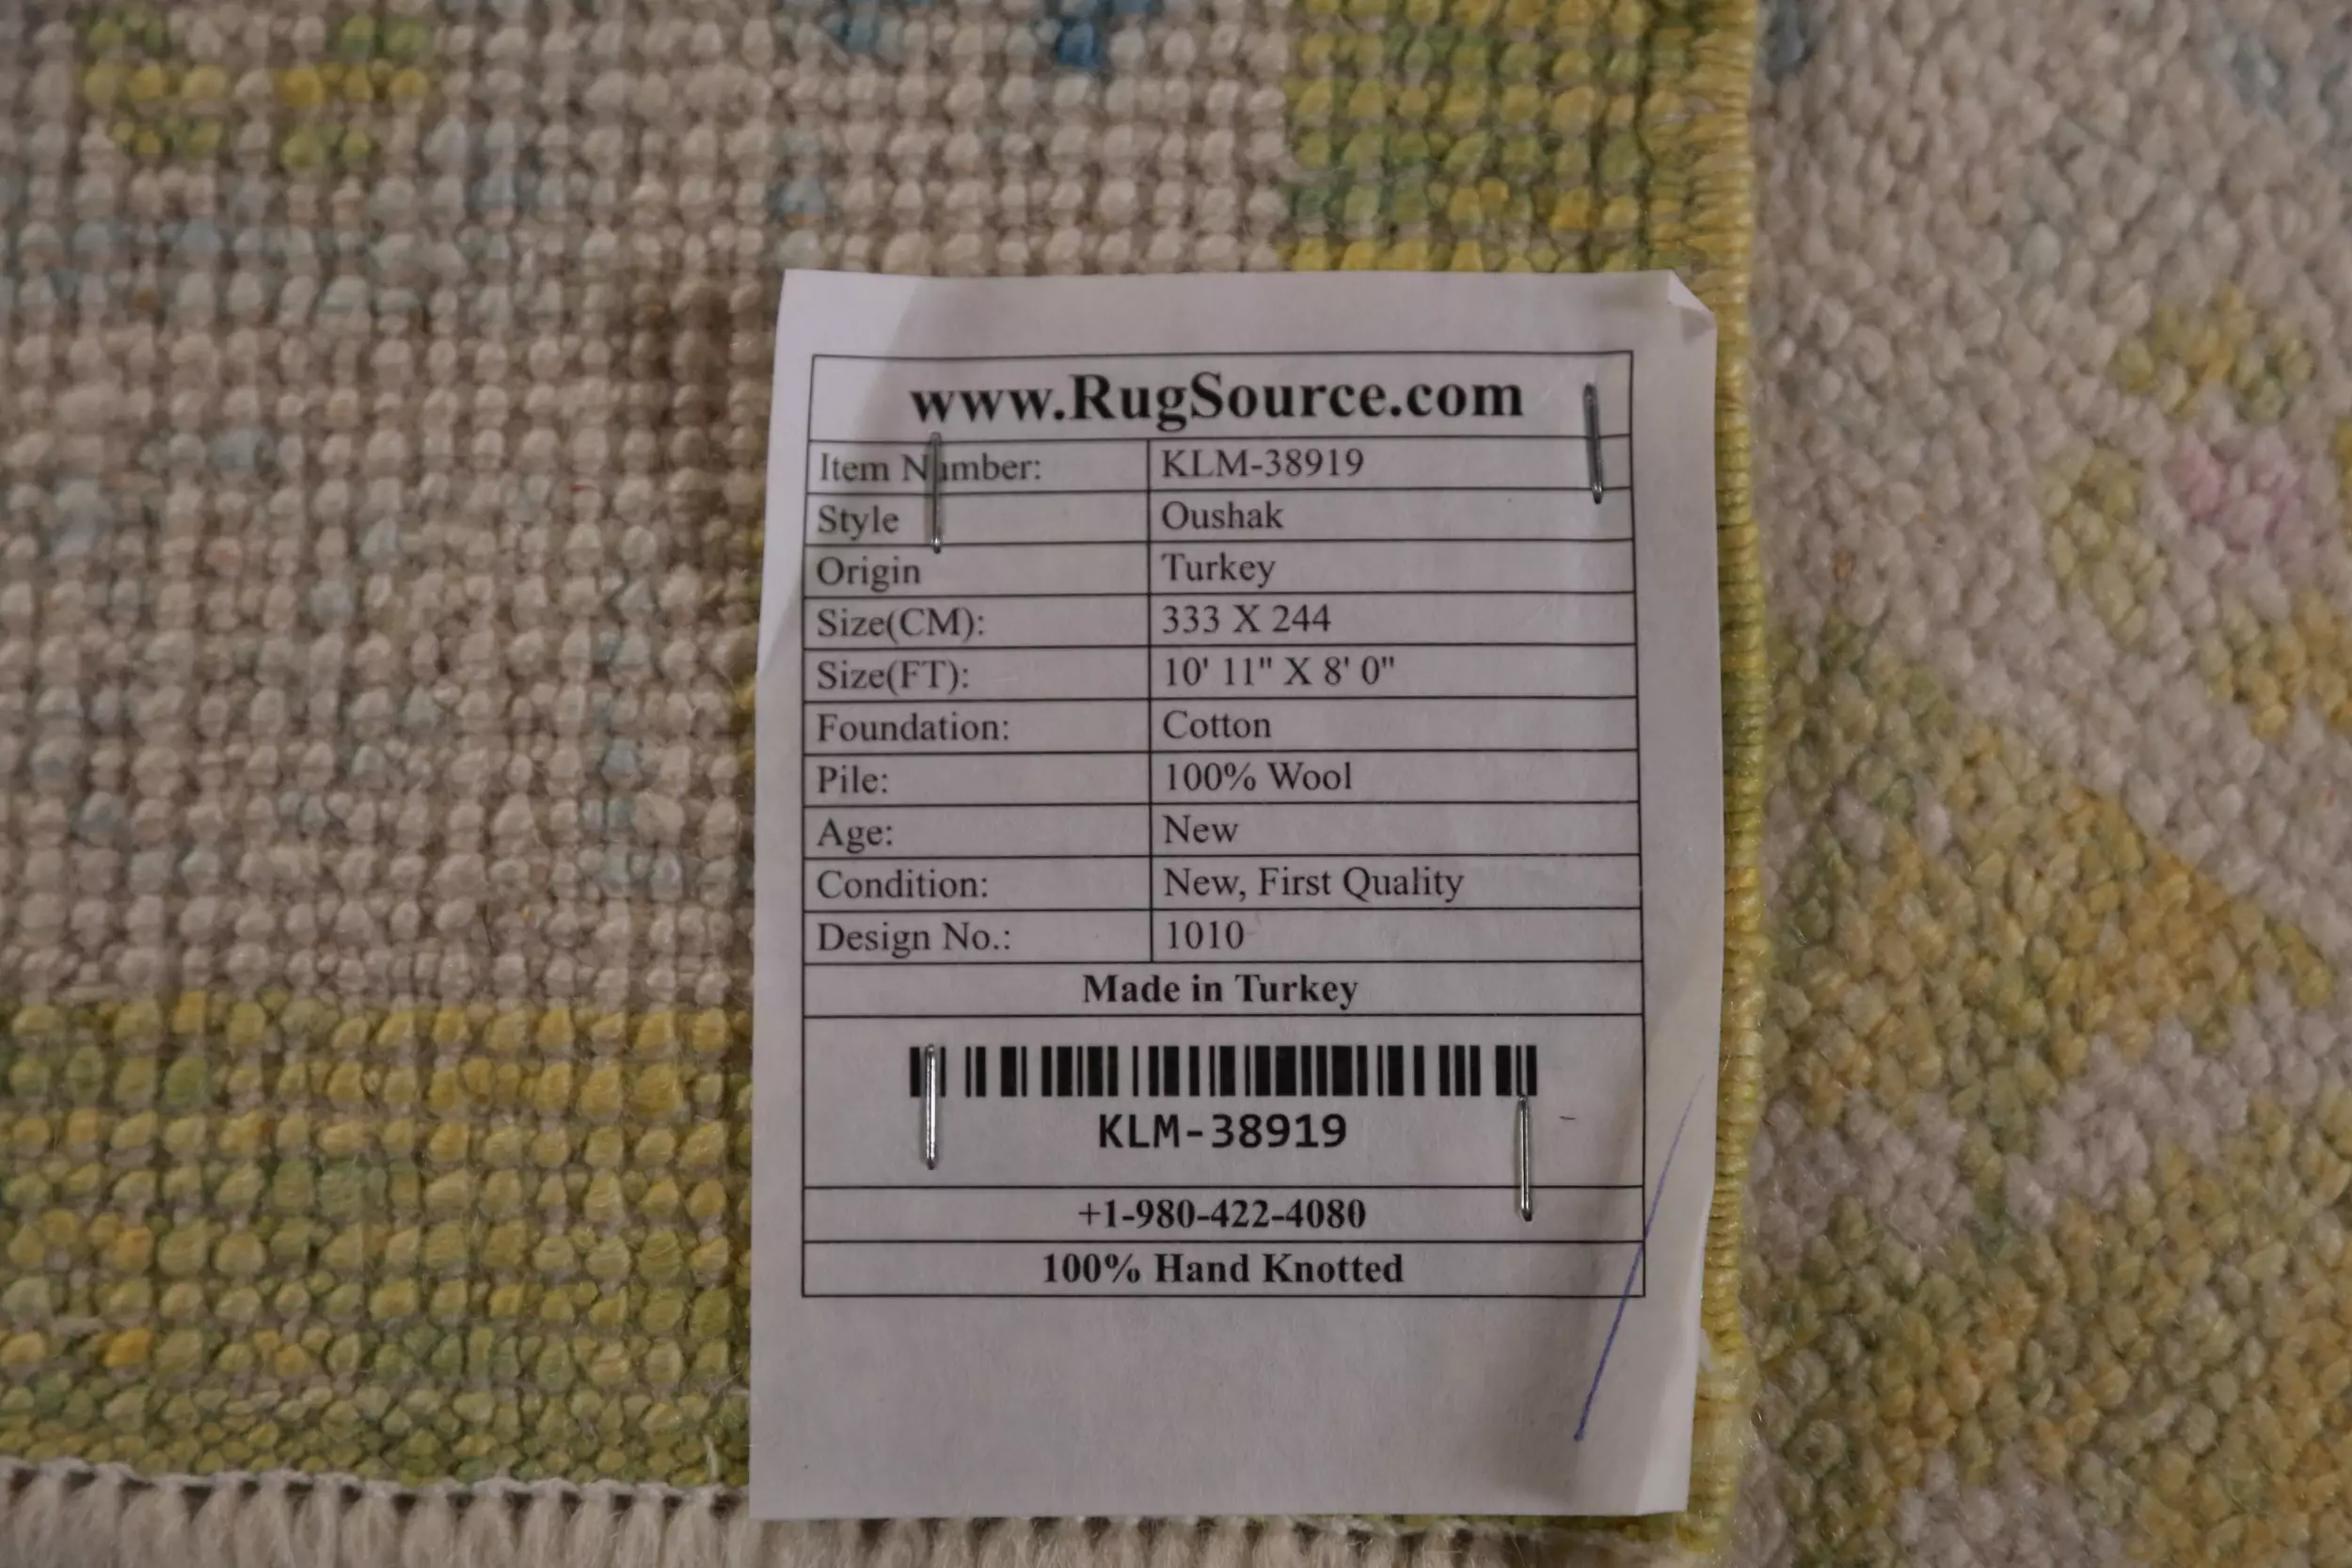 www.RugSource.com
Item Number: KLM-38919
Style Oushak
Origin Turkey
Size(CM): 333 X 244
Size(FT): 10' 11" X 8' 0"
Foundation: Cotton
Pile: 100% Wool
Age: New
Condition: New, First Quality
Design No.: 1010
Made in Turkey
KLM-38919
+1-980-422-4080
100% Hand Knotted